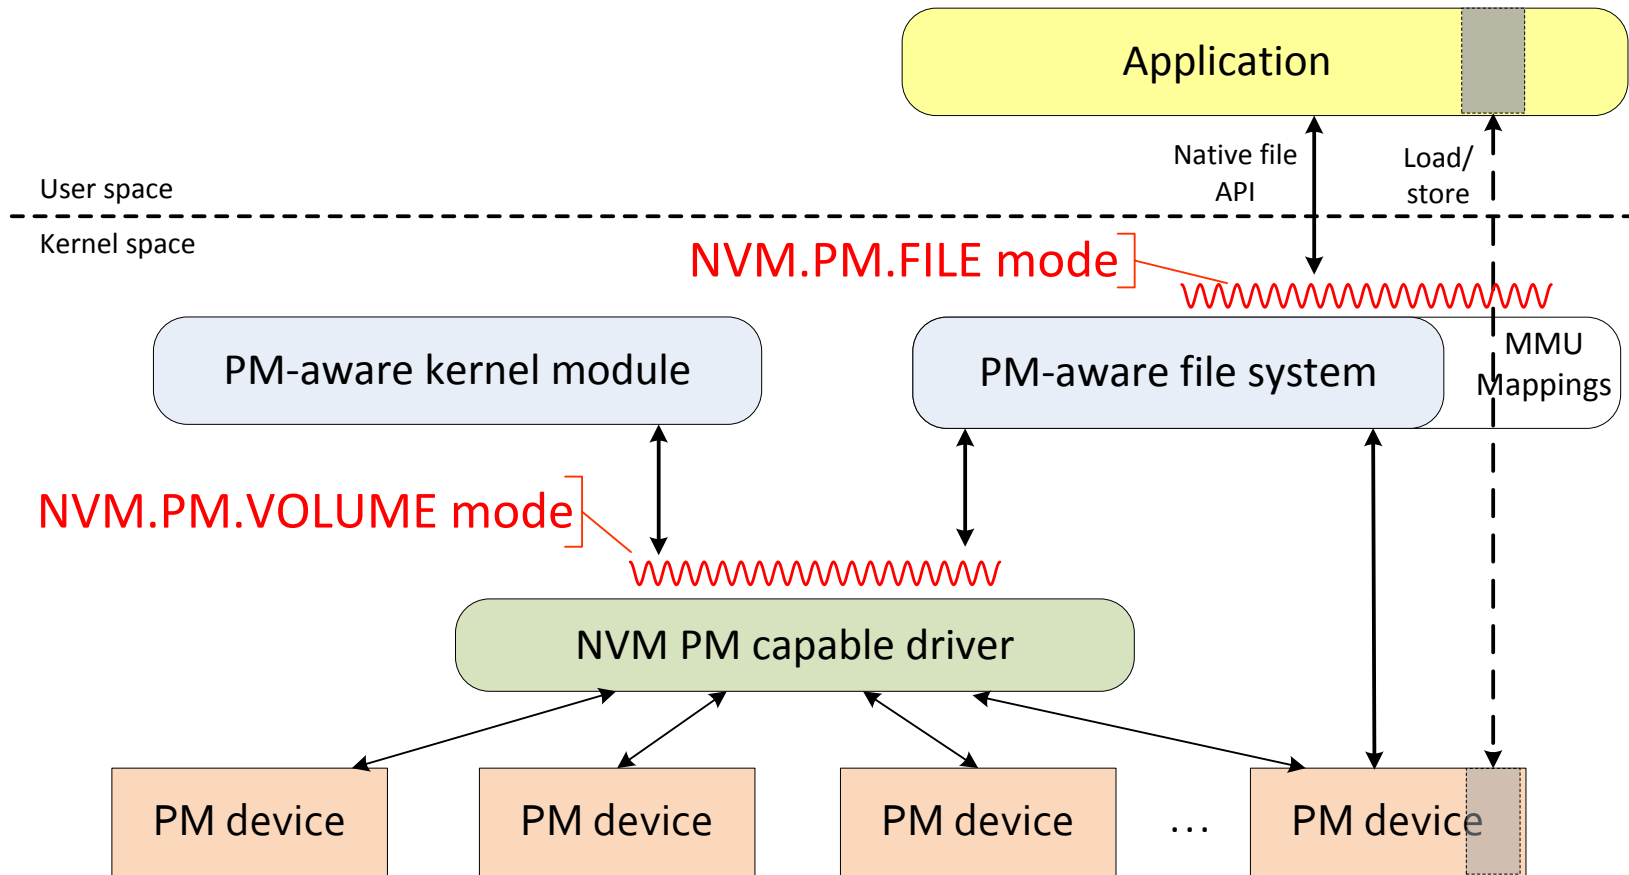 Application
Native file
API
Load/
store
User space
Kernel space
NVM.PM.FILE mode
PM-aware kernel module
PM-aware file system
MMU
Mappings
NVM.PM.VOLUME mode
NVM PM capable driver
PM device
PM device
PM device
...
PM device